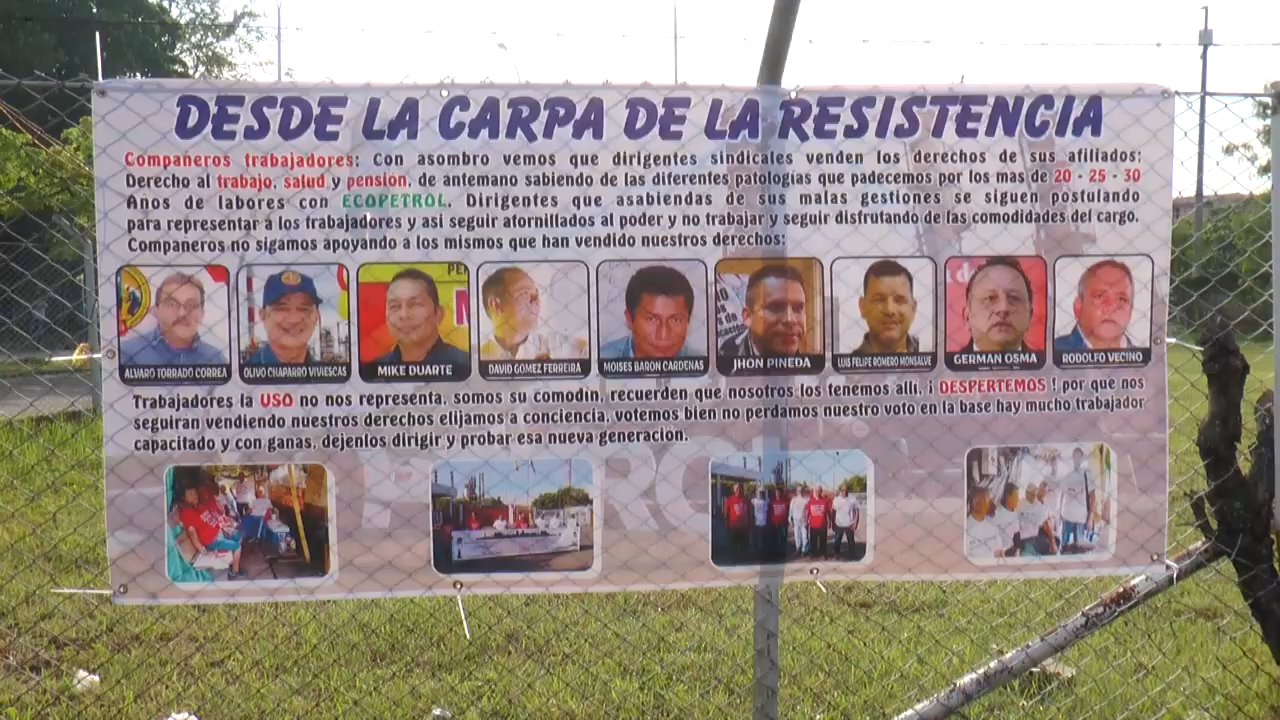 DESDE LA CARPA DE LA RESISTENCIA
Compañeros trabajadores: Con asombro vemos que dirigentes sindicales venden los derechos de sus afiliados:
Derecho al trabajo, salud y pensión, de antemano sabiendo de las diferentes patologías que padecemos por los mas de 20 - 25 - 30
Años de labores con ECOPETROL. Dirigentes que asabiendas de sus malas gestiones se siguen postulando
para representar a los trabajadores y asi seguir atornillados al poder y no trabajar y seguir disfrutando de las comodidades del cargo.
Compañeros no sigamos apoyando a los mismos que han vendido nuestros derechos:
ALVARO TORRADO CORREA
OLIVO CHAPARRO VIVIESCAS
MIKE DUARTE
DAVID GOMEZ FERREIRA
MOISES BARON CARDENAS
JHON PINEDA
LUIS FELIPE ROMERO MONSALVE
GERMAN OSMA
RODOLFO VECINO
Trabajadores la USO no nos representa, somos su comodin, recuerden que nosotros los tenemos allí, ¡ DESPERTEMOS ! por que nos
seguiran vendiendo nuestros derechos elijamos a conciencia, votemos bien no perdamos nuestro voto en la base hay mucho trabajador
capacitado y con ganas, dejenlos dirigir y probar esa nueva generación.